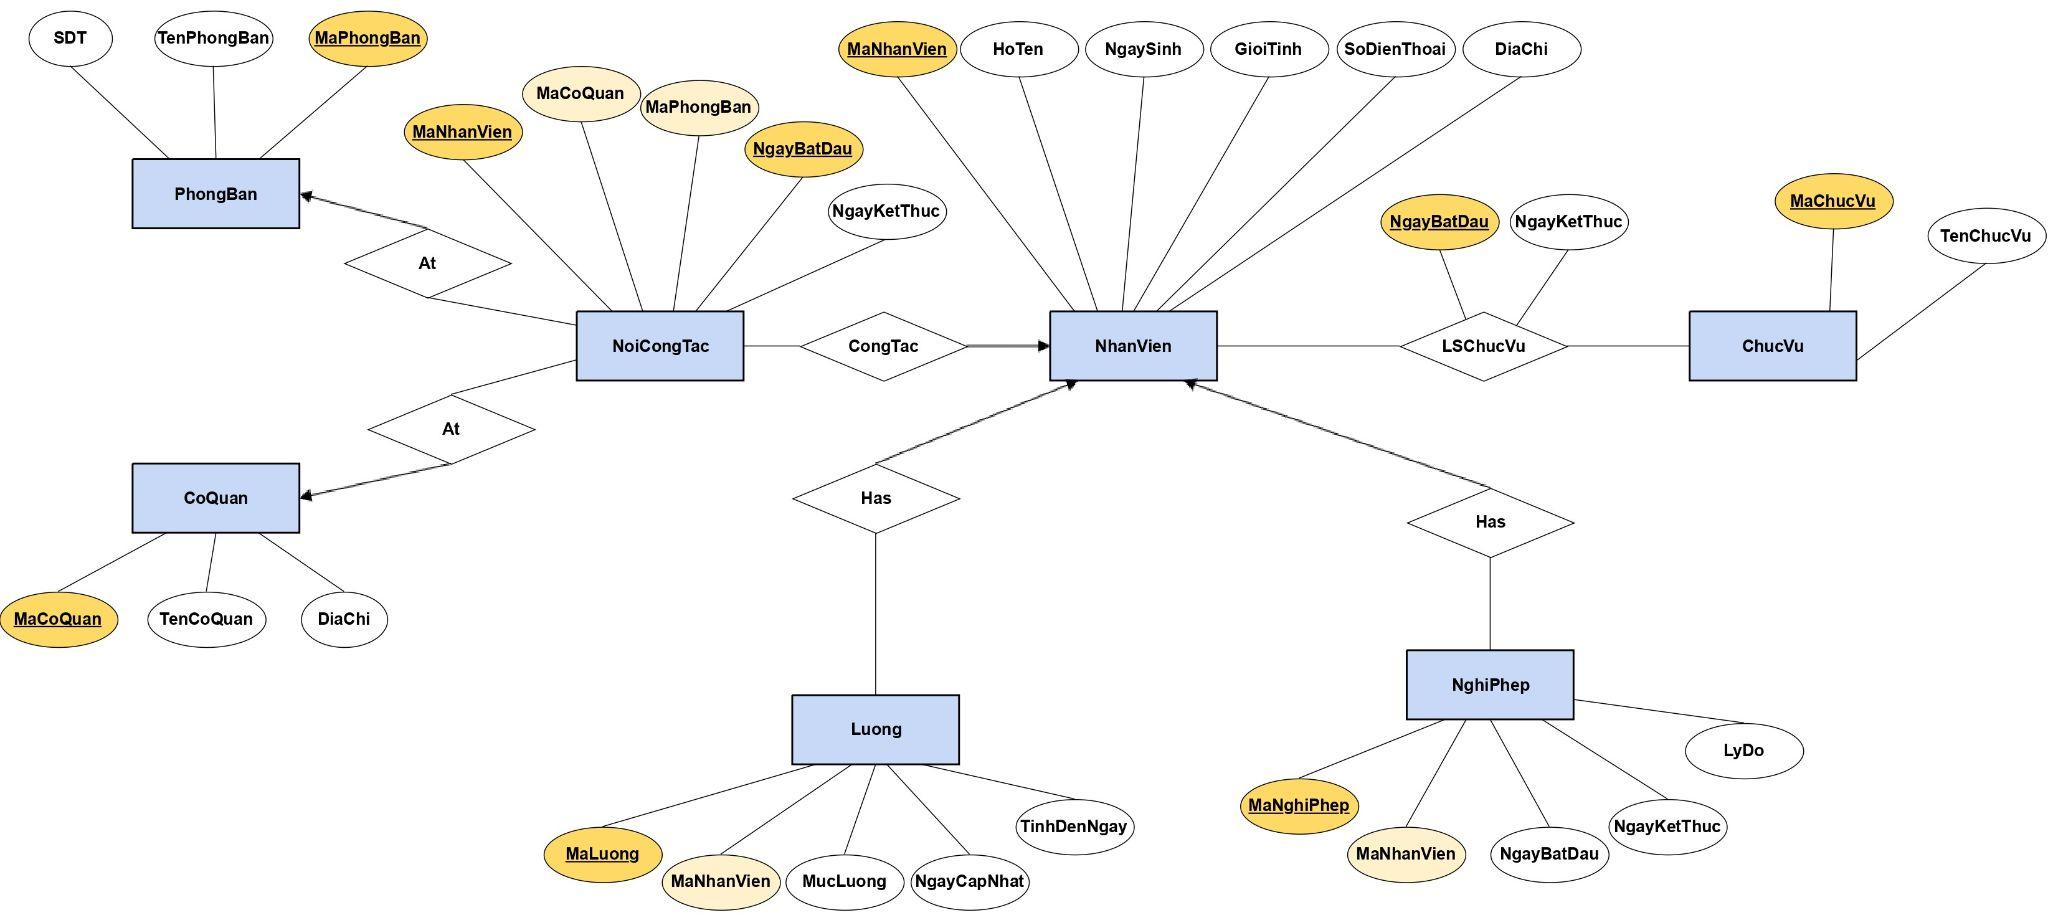 SDT
TenPhongBan
MaPhongBan
MaNhanVien
HoTen
NgaySinh
GioiTinh
SoDienThoai
DiaChi
MaCoQuan
MaPhongBan
MaNhanVien
NgayBatDau
NgayKetThuc
PhongBan
At
NgayBatDau
NgayKetThuc
MaChucVu
TenChucVu
NoiCongTac
CongTac
NhanVien
LSChucVu
ChucVu
At
CoQuan
Has
Has
MaCoQuan
TenCoQuan
DiaChi
Luong
NghiPhep
LyDo
MaLuong
MaNhanVien
MucLuong
NgayCapNhat
TinhDenNgay
MaNghiPhep
MaNhanVien
NgayBatDau
NgayKetThuc